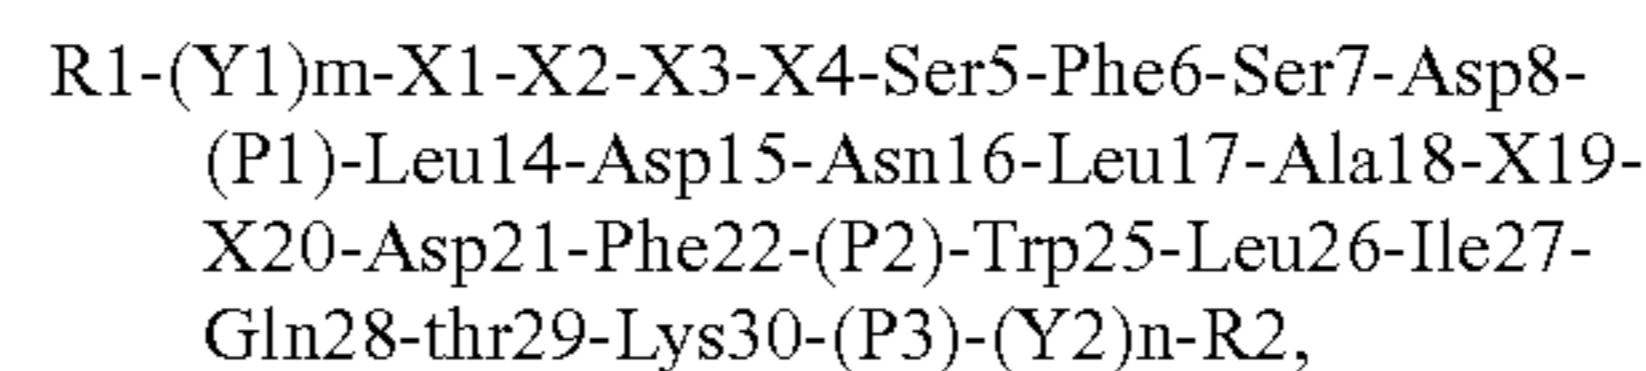 R1-(Y1)m-X1-X2-X3-X4-Ser5-Phe6-Ser7-Asp8-
(P1)-Leu14-Asp15-Asn16-Leu17-Ala18-X19-
X20-Asp21-Phe22-(P2)-Trp25-Leu26-Ile27-
Gln28-thr29-Lys30-(P3)-(Y2)n-R2,